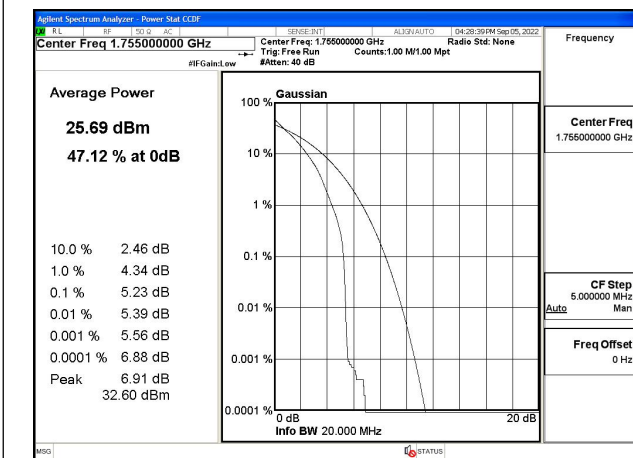 Agilent Spectrum Analyzer - Power Stat CCDF
LXI RL RF 50 Ω AC SENSE:INT ALIGN AUTO 04:28:39 PM Sep 05, 2022
Center Freq 1.755000000 GHz
Center Freq: 1.755000000 GHz Radio Std: None
Trig: Free Run Counts:1.00 M/1.00 Mpt
#IFGain:Low #Atten: 40 dB
Frequency
Average Power
25.69 dBm
47.12 % at 0dB
10.0 % 2.46 dB
1.0 % 4.34 dB
0.1 % 5.23 dB
0.01 % 5.39 dB
0.001 % 5.56 dB
0.0001 % 6.88 dB
Peak 6.91 dB
32.60 dBm
Gaussian
100 %
10 %
1 %
0.1 %
0.01 %
0.001 %
0.0001 %
0 dB 20 dB
Info BW 20.000 MHz
Center Freq
1.755000000 GHz
CF Step
5.000000 MHz
Auto Man
Freq Offset
0 Hz
MSG STATUS